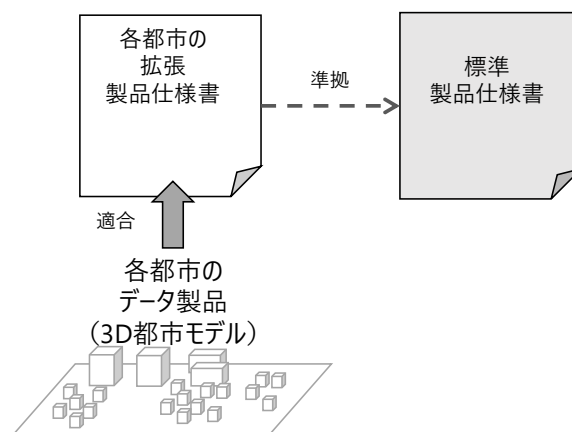 各都市の
拡張
製品仕様書
準拠
標準
製品仕様書
適合
各都市の
データ製品
（3D都市モデル）